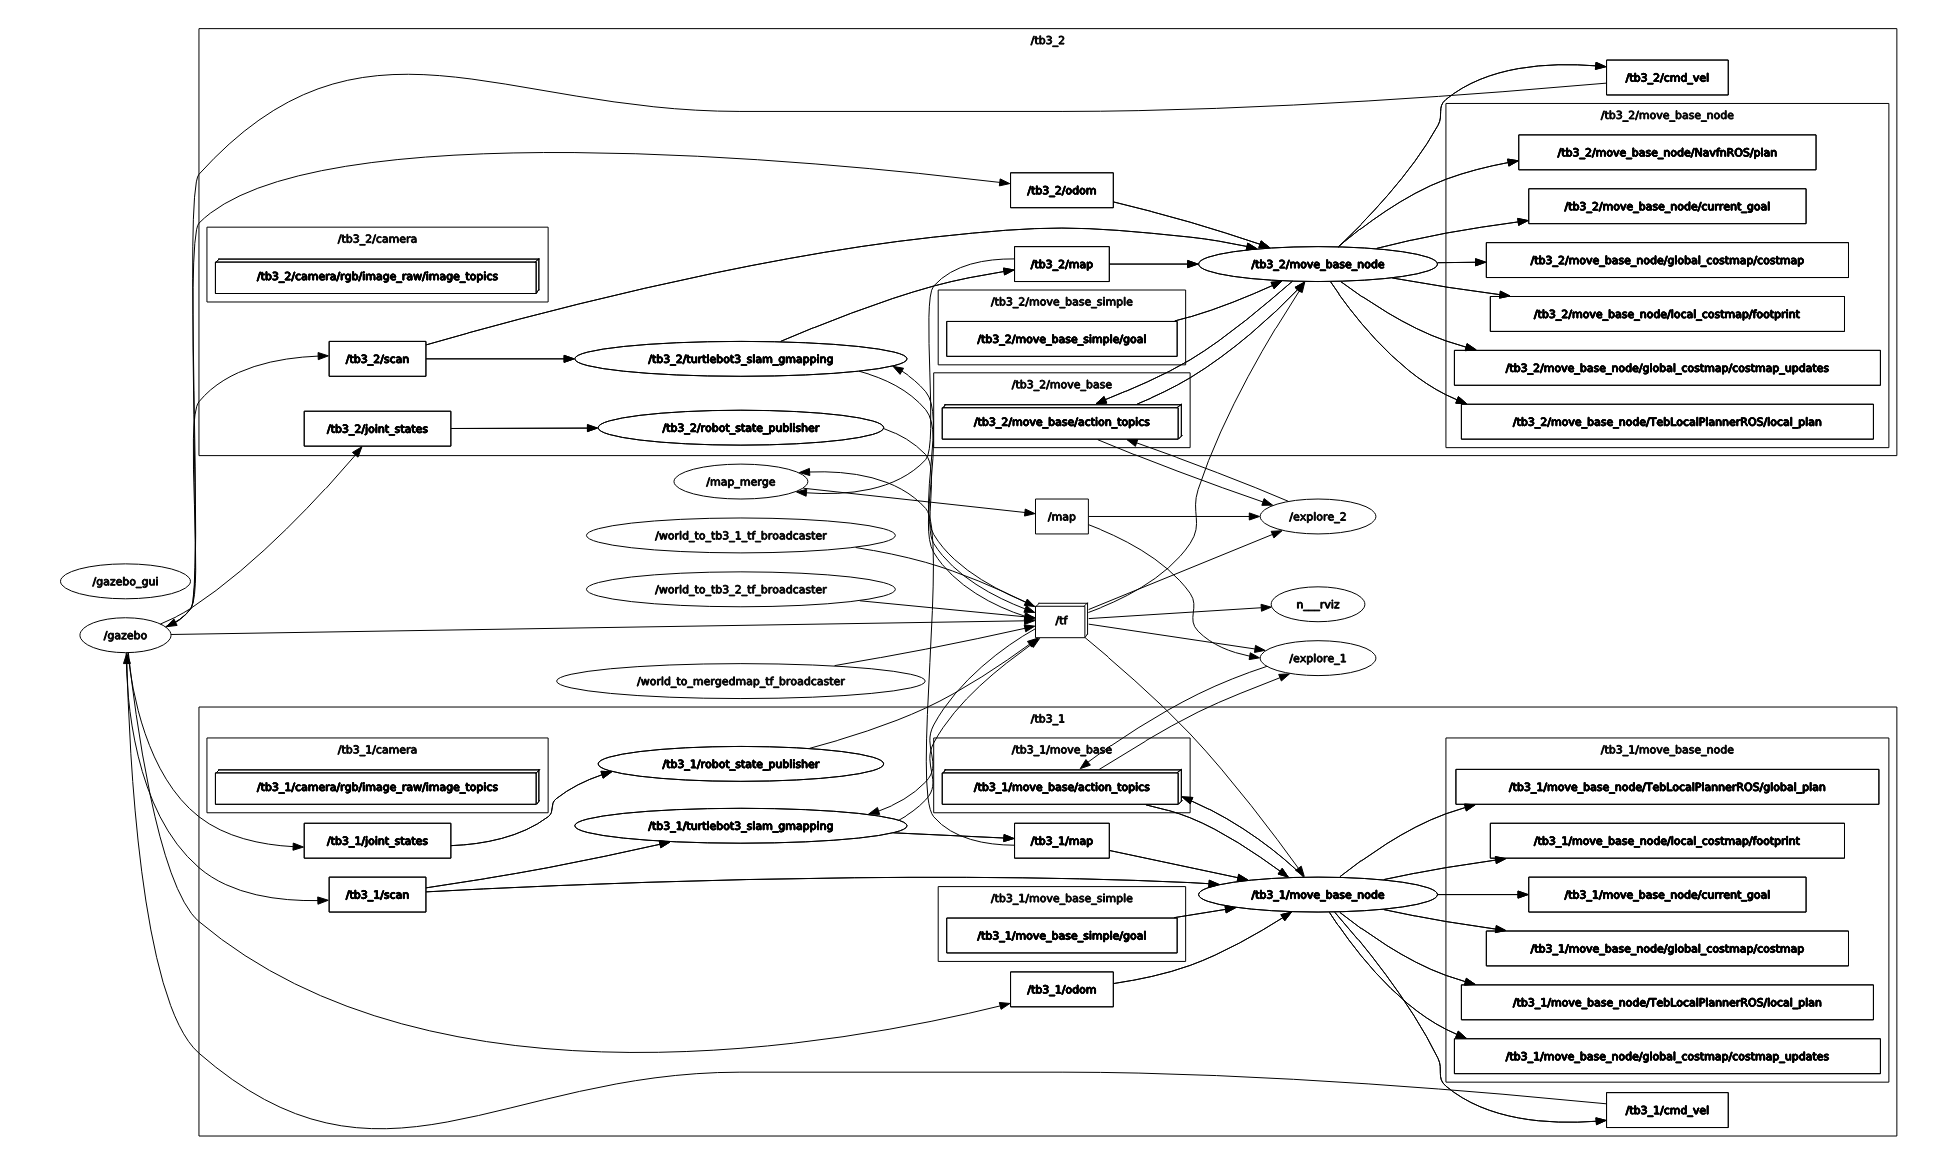 /tb3_2
/tb3_2/cmd_vel
/tb3_2/move_base_node
/tb3_2/move_base_node/NavfnROS/plan
/tb3_2/odom
/tb3_2/move_base_node/current_goal
/tb3_2/camera
/tb3_2/camera/rgb/image_raw/image_topics
/tb3_2/map
/tb3_2/move_base_node
/tb3_2/move_base_node/global_costmap/costmap
/tb3_2/move_base_simple
/tb3_2/move_base_simple/goal
/tb3_2/move_base_node/local_costmap/footprint
/tb3_2/scan
/tb3_2/turtlebot3_slam_gmapping
/tb3_2/move_base_node/global_costmap/costmap_updates
/tb3_2/move_base
/tb3_2/move_base/action_topics
/tb3_2/move_base_node/TebLocalPlannerROS/local_plan
/tb3_2/joint_states
/tb3_2/robot_state_publisher
/map_merge
/map
/explore_2
/world_to_tb3_1_tf_broadcaster
/gazebo_gui
/world_to_tb3_2_tf_broadcaster
n___rviz
/tf
/gazebo
/explore_1
/world_to_mergedmap_tf_broadcaster
/tb3_1
/tb3_1/camera
/tb3_1/camera/rgb/image_raw/image_topics
/tb3_1/robot_state_publisher
/tb3_1/move_base
/tb3_1/move_base/action_topics
/tb3_1/move_base_node
/tb3_1/move_base_node/TebLocalPlannerROS/global_plan
/tb3_1/joint_states
/tb3_1/turtlebot3_slam_gmapping
/tb3_1/map
/tb3_1/move_base_node/local_costmap/footprint
/tb3_1/scan
/tb3_1/move_base_node
/tb3_1/move_base_node/current_goal
/tb3_1/move_base_simple
/tb3_1/move_base_simple/goal
/tb3_1/move_base_node/global_costmap/costmap
/tb3_1/odom
/tb3_1/move_base_node/TebLocalPlannerROS/local_plan
/tb3_1/move_base_node/global_costmap/costmap_updates
/tb3_1/cmd_vel